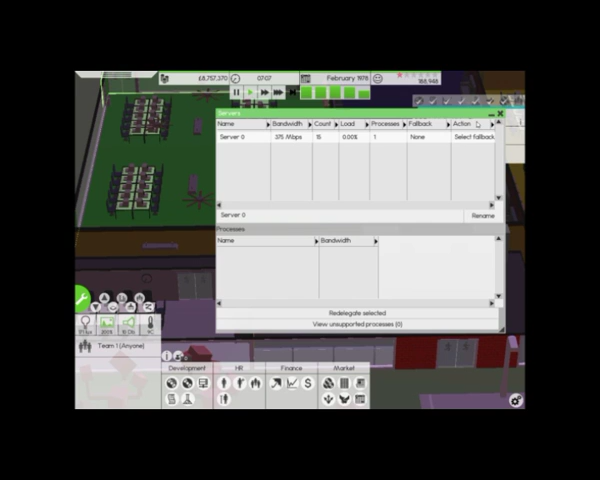 £8,757,370
07:07
February 1978
188,948
Servers
Name Bandwidth Count Load Processes Fallback Action
Server 0 375 Mbps 15 0.00% 1 None Select fallback
Server 0 Rename
Processes
Name Bandwidth
Redelegate selected
View unsupported processes (0)
Team 1 (Anyone)
Development HR Finance Market